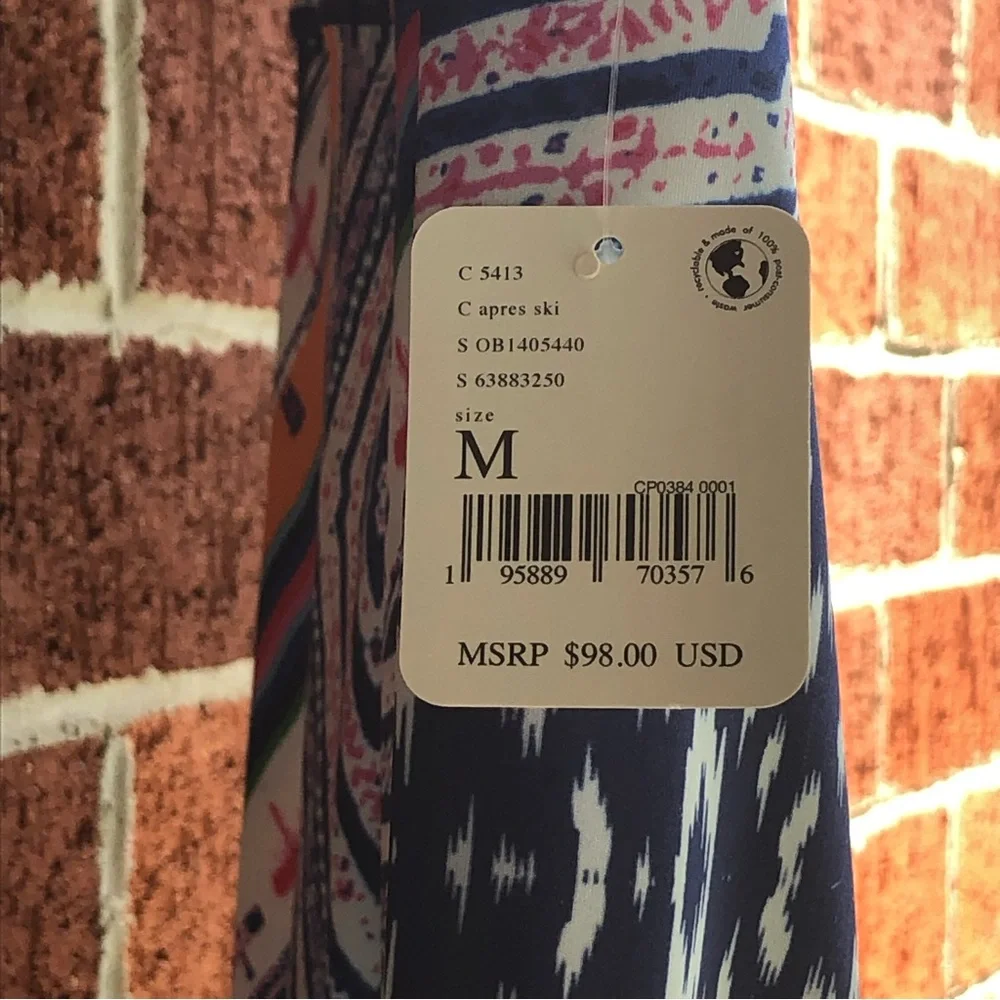 C 5413
C apres ski
S OB1405440
S 63883250
size
M
CP0384 0001
1 95889 70357 6
MSRP $98.00 USD
recyclable & made of 100% post-consumer waste •